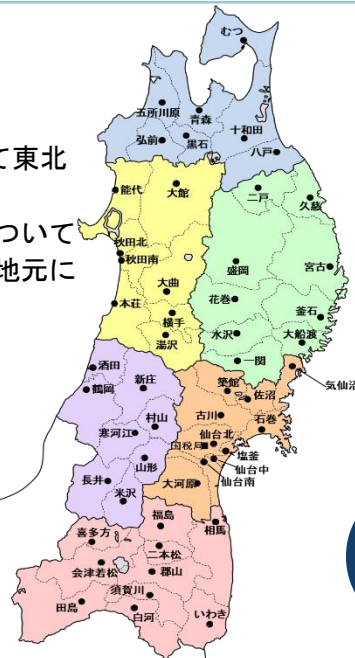 て東北
ついて
地元に
むつ
五所川原
青森
弘前
黒石
十和田
八戸
能代
大館
二戸
久慈
秋田北
秋田南
盛岡
宮古
大曲
花巻
本荘
横手
水沢
釜石
湯沢
大船渡
一関
酒田
新庄
気仙沼
鶴岡
築館
佐沼
村山
古川
寒河江
仙台北
石巻
国税局
塩釜
山形
仙台中
長井
仙台南
米沢
大河原
福島
相馬
喜多方
二本松
会津若松
郡山
須賀川
田島
白河
いわき